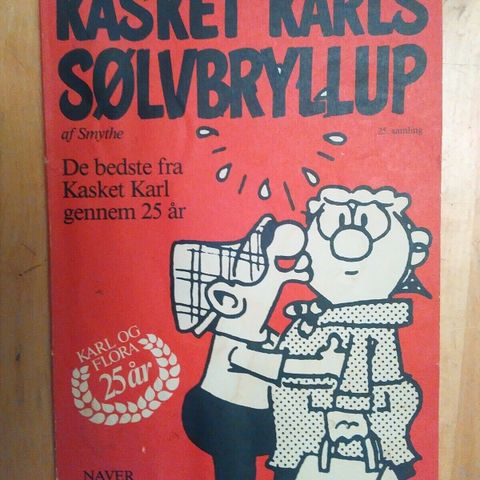 KASKET KARLS
SØLVBRYLLUP
af Smythe
25. samling
De bedste fra
Kasket Karl
gennem 25 år
KARL OG
FLORA
25 år
NAVER